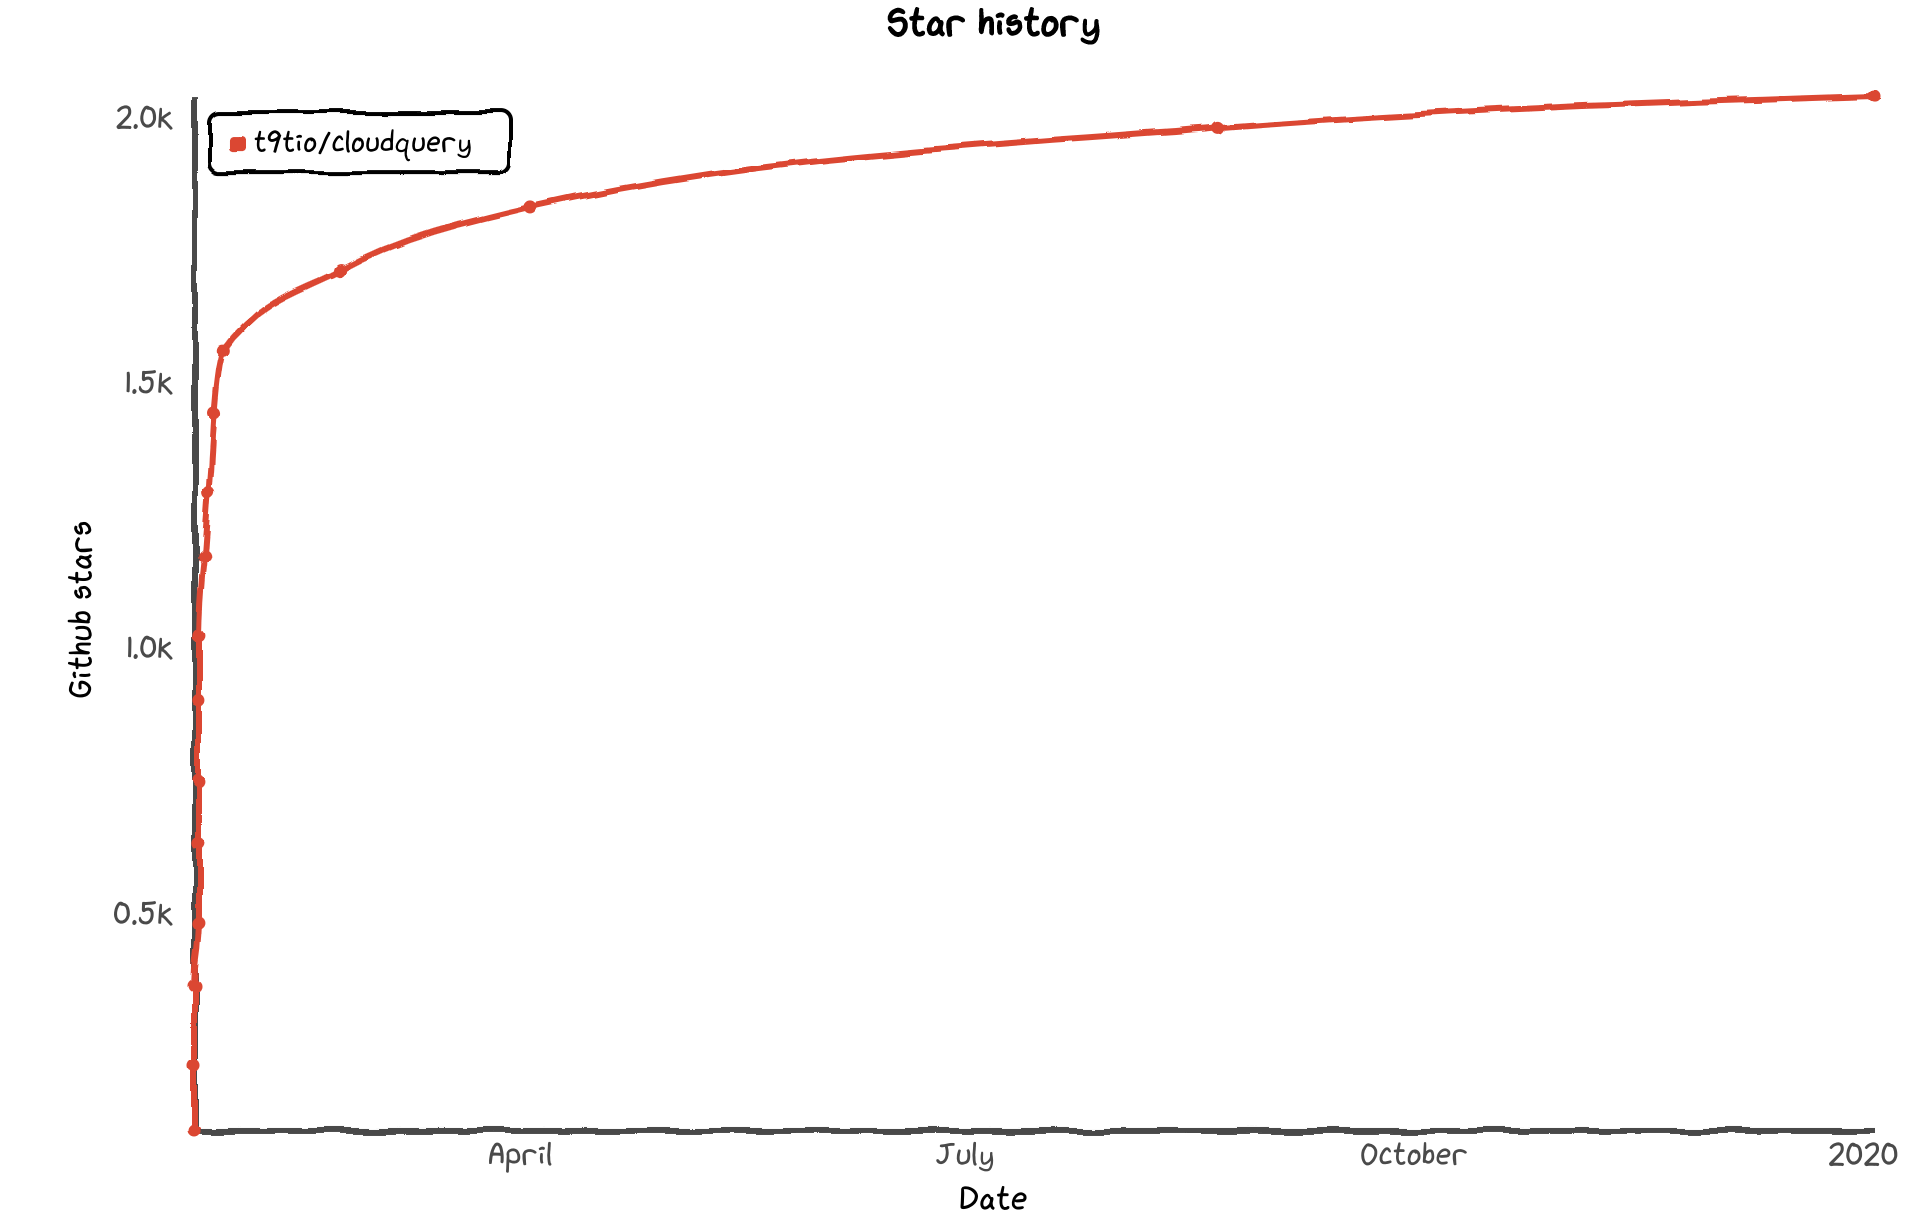 Star history
t9tio/cloudquery
2.0k
1.5k
1.0k
0.5k
Github stars
April
July
October
2020
Date